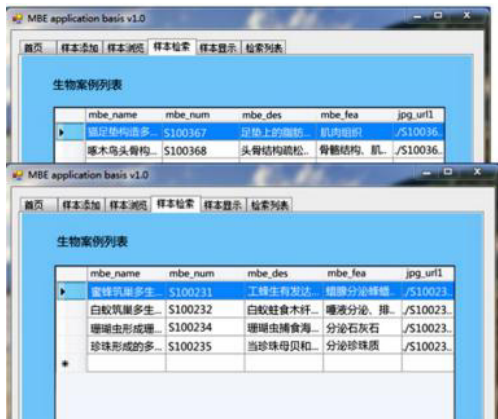 MBE application basis v1.0
首页 样本添加 样本浏览 样本检索 样本显示 检索列表
生物案例列表
mbe_name mbe_num mbe_des mbe_fea jpg_url1
猫足垫构造多... S100367 足垫上的脂肪... 肌肉组织 ./S10036..
啄木鸟头骨构... S100368 头骨结构疏松.. 骨骼结构、肌.. ./S10036..
MBE application basis v1.0
首页 样本添加 样本浏览 样本检索 样本显示 检索列表
生物案例列表
mbe_name mbe_num mbe_des mbe_fea jpg_url1
蜜蜂筑巢多生... S100231 工蜂生有发达... 蜡腺分泌蜂蜡.. ./S10023..
白蚁筑巢多生... S100232 白蚁蛀食木纤.. 唾液分泌、排.. ./S10023..
珊瑚虫形成珊... S100234 珊瑚虫捕食海... 分泌石灰石 ./S10023..
珍珠形成的多... S100235 当珍珠母贝和... 分泌珍珠质 ./S10023..